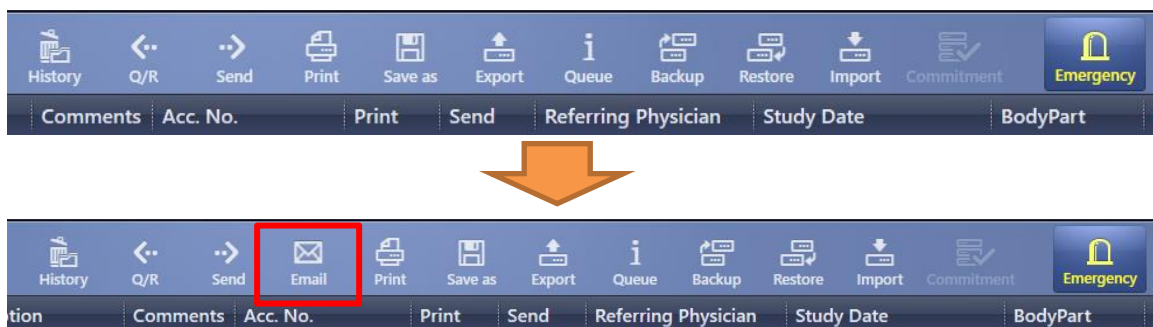 History Q/R Send Print Save as Export Queue Backup Restore Import Commitment Emergency
Comments Acc. No. Print Send Referring Physician Study Date BodyPart
History Q/R Send Email Print Save as Export Queue Backup Restore Import Commitment Emergency
tion Comments Acc. No. Print Send Referring Physician Study Date BodyPart